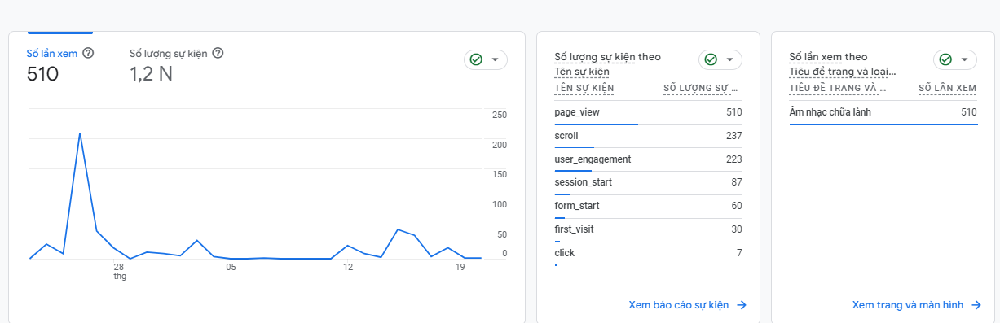 Số lần xem
Số lượng sự kiện
510
1,2 N
250
200
150
100
50
0
28
thg
05
12
19
Số lượng sự kiện theo
Tên sự kiện
TÊN SỰ KIỆN
SỐ LƯỢNG SỰ …
page_view
510
scroll
237
user_engagement
223
session_start
87
form_start
60
first_visit
30
click
7
Xem báo cáo sự kiện
Số lần xem theo
Tiêu đề trang và loại…
TIÊU ĐỀ TRANG VÀ …
SỐ LẦN XEM
Âm nhạc chữa lành
510
Xem trang và màn hình